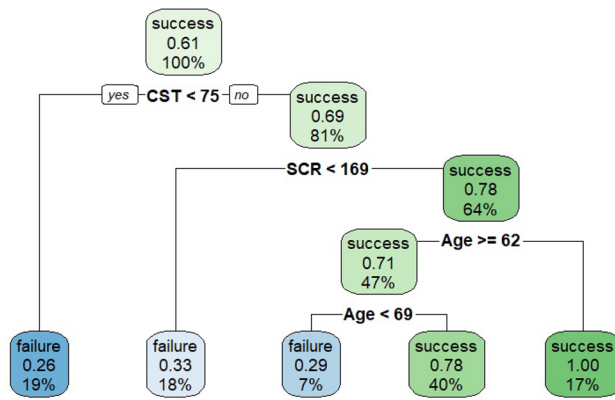 success
0.61
100%
yes CST < 75 no
success
0.69
81%
SCR < 169
success
0.78
64%
Age >= 62
success
0.71
47%
Age < 69
failure
0.26
19%
failure
0.33
18%
failure
0.29
7%
success
0.78
40%
success
1.00
17%